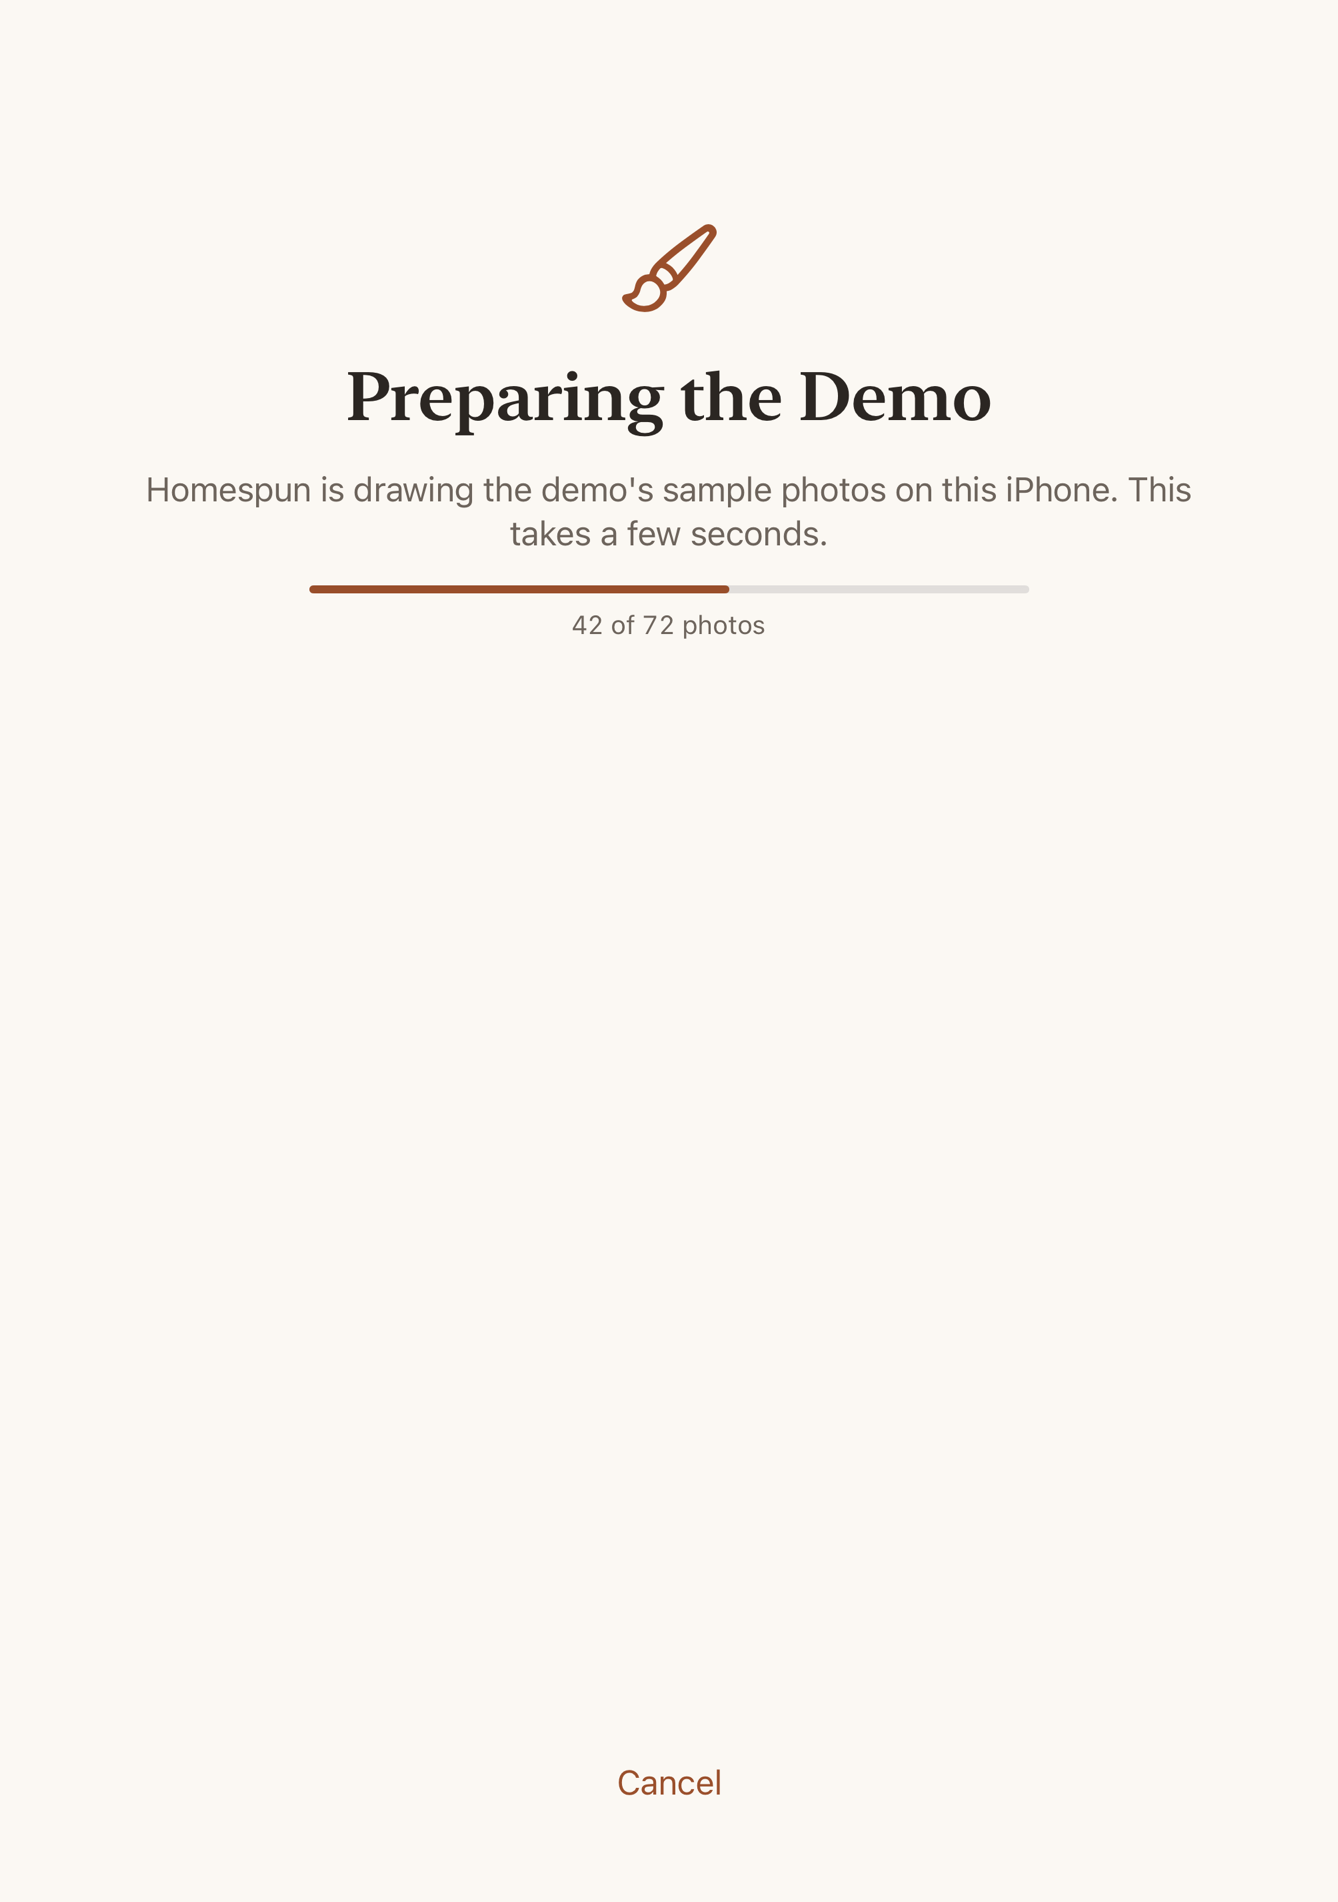 Preparing the Demo
Homespun is drawing the demo's sample photos on this iPhone. This
takes a few seconds.
42 of 72 photos
Cancel